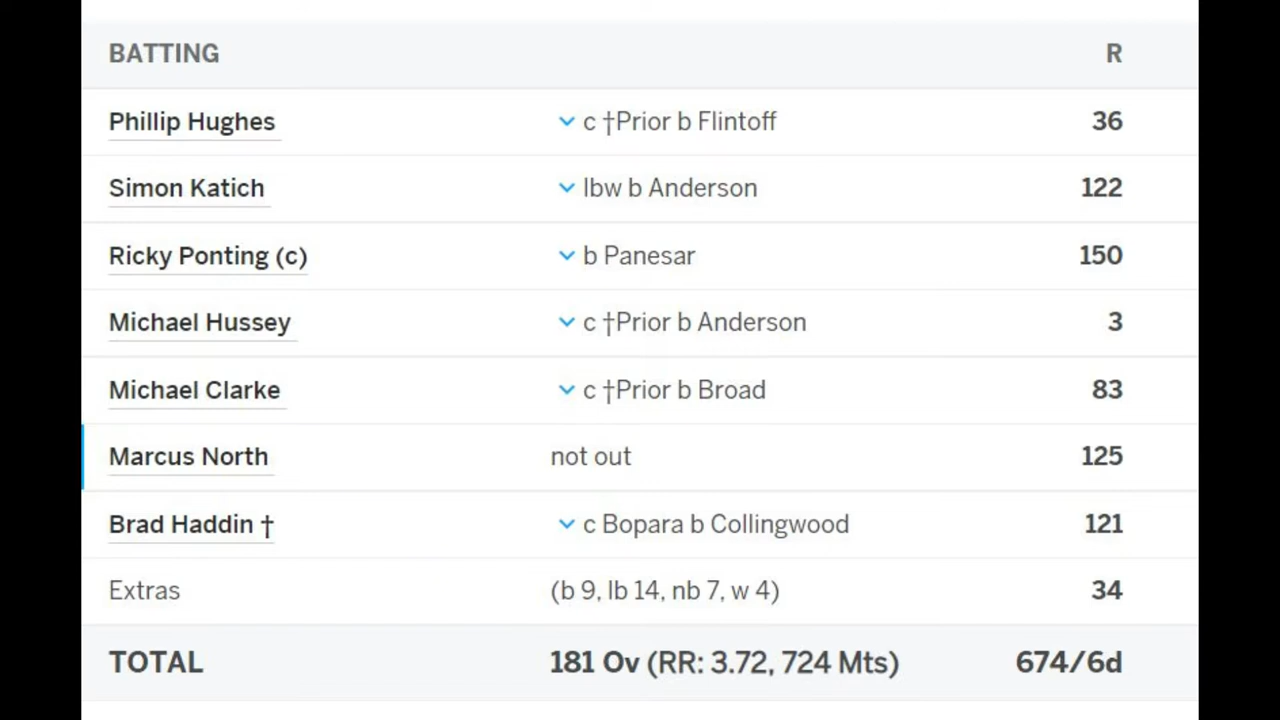 BATTING R
Phillip Hughes c †Prior b Flintoff 36
Simon Katich lbw b Anderson 122
Ricky Ponting (c) b Panesar 150
Michael Hussey c †Prior b Anderson 3
Michael Clarke c †Prior b Broad 83
Marcus North not out 125
Brad Haddin † c Bopara b Collingwood 121
Extras (b 9, lb 14, nb 7, w 4) 34
TOTAL 181 Ov (RR: 3.72, 724 Mts) 674/6d